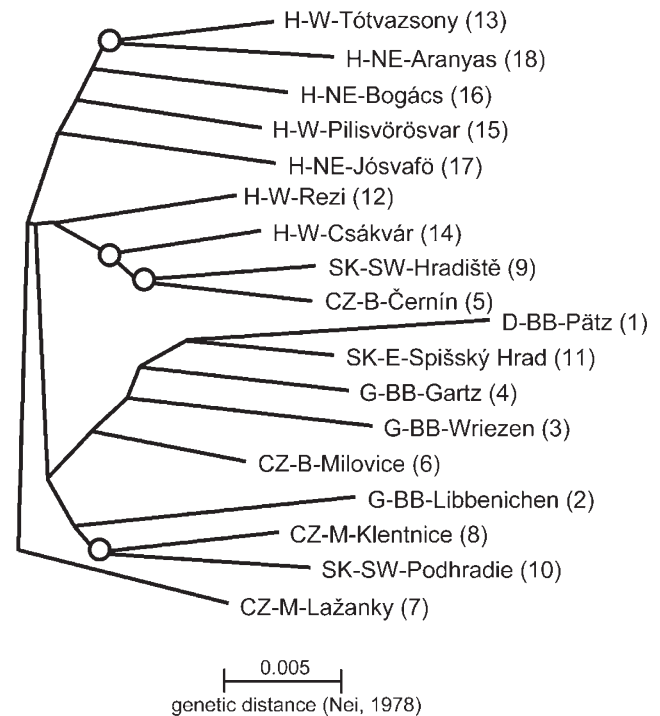 H-W-Tótvazsony (13)
H-NE-Aranyas (18)
H-NE-Bogács (16)
H-W-Pilisvörösvar (15)
H-NE-Jósvafö (17)
H-W-Rezi (12)
H-W-Csákvár (14)
SK-SW-Hradiště (9)
CZ-B-Černín (5)
D-BB-Pätz (1)
SK-E-Spišský Hrad (11)
G-BB-Gartz (4)
G-BB-Wriezen (3)
CZ-B-Milovice (6)
G-BB-Libbenichen (2)
CZ-M-Klentnice (8)
SK-SW-Podhradie (10)
CZ-M-Lažanky (7)
0.005
genetic distance (Nei, 1978)